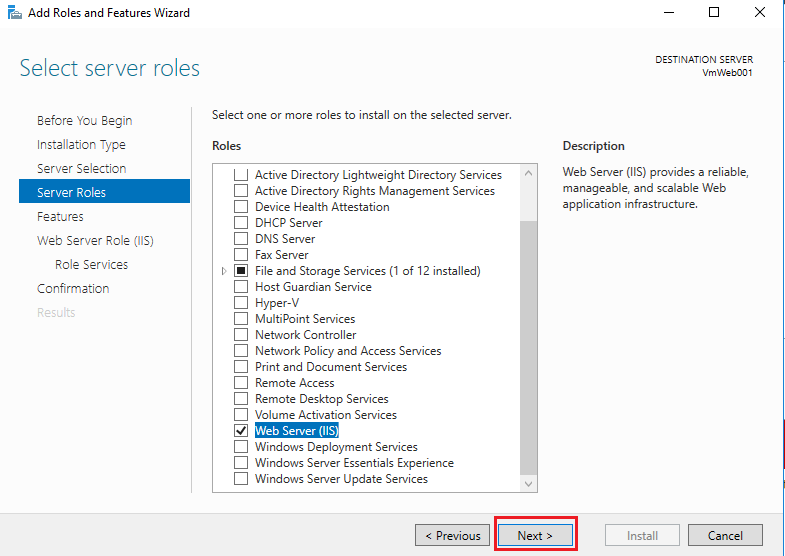 Add Roles and Features Wizard
Select server roles
DESTINATION SERVER
VmWeb001
Before You Begin
Installation Type
Server Selection
Server Roles
Features
Web Server Role (IIS)
Role Services
Confirmation
Results
Select one or more roles to install on the selected server.
Roles
Active Directory Lightweight Directory Services
Active Directory Rights Management Services
Device Health Attestation
DHCP Server
DNS Server
Fax Server
File and Storage Services (1 of 12 installed)
Host Guardian Service
Hyper-V
MultiPoint Services
Network Controller
Network Policy and Access Services
Print and Document Services
Remote Access
Remote Desktop Services
Volume Activation Services
Web Server (IIS)
Windows Deployment Services
Windows Server Essentials Experience
Windows Server Update Services
Description
Web Server (IIS) provides a reliable,
manageable, and scalable Web
application infrastructure.
< Previous
Next >
Install
Cancel